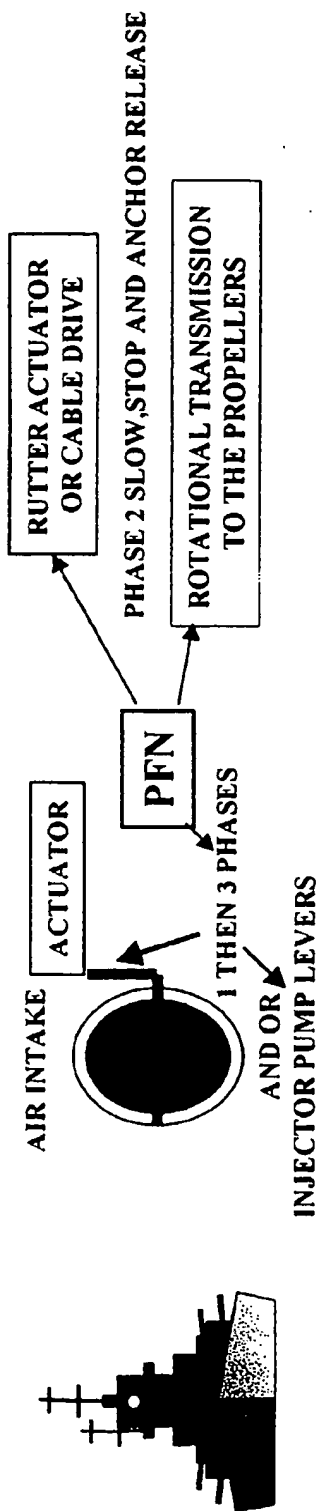 AIR INTAKE
ACTUATOR
PFN
1 THEN 3 PHASES
AND OR
INJECTOR PUMP LEVERS
RUTTER ACTUATOR
OR CABLE DRIVE
PHASE 2 SLOW,STOP AND ANCHOR RELEASE
ROTATIONAL TRANSMISSION
TO THE PROPELLERS